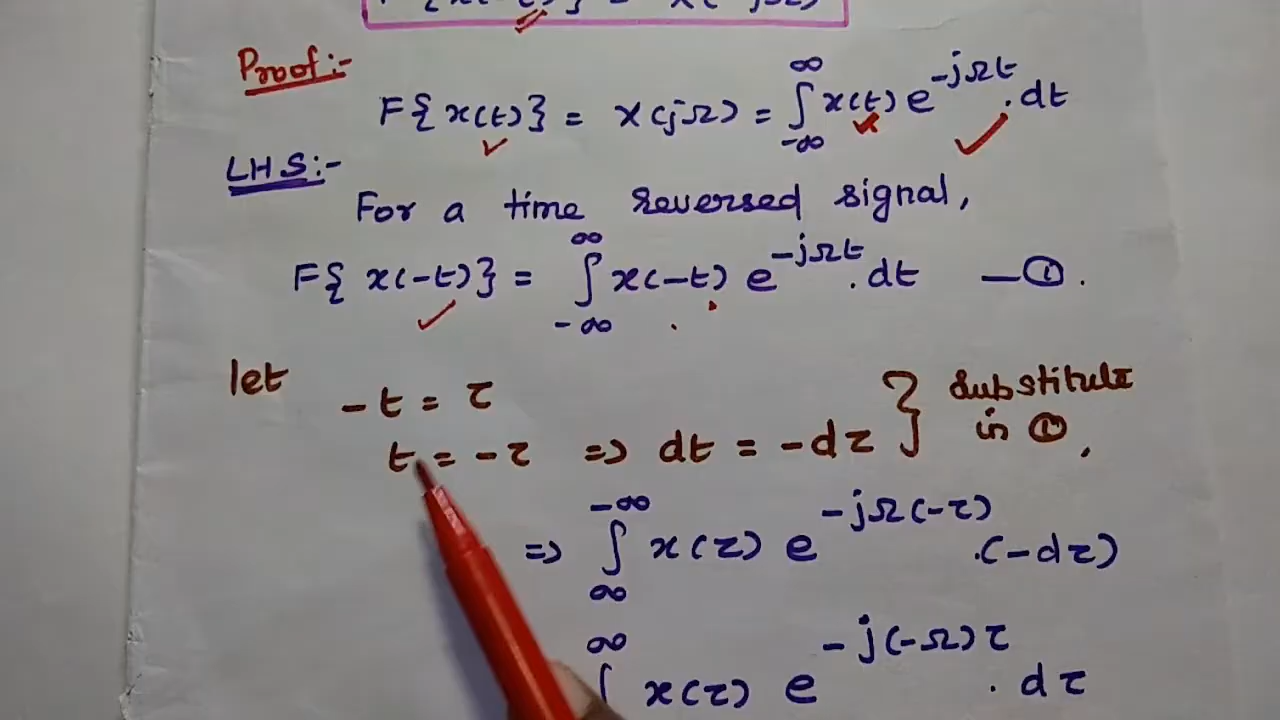 Proof:-
F{x(t)} = X(jΩ) = ∫_{-∞}^{∞} x(t) e^{-jΩt} . dt
LHS:-
For a time reversed signal,
F{x(-t)} = ∫_{-∞}^{∞} x(-t) e^{-jΩt} . dt — ①.
let
-t = τ
t = -τ => dt = -dτ } substitute in ①,
=> ∫_{∞}^{-∞} x(τ) e^{-jΩ(-τ)} .(-dτ)
∫^{∞} x(τ) e^{-j(-Ω)τ} . dτ